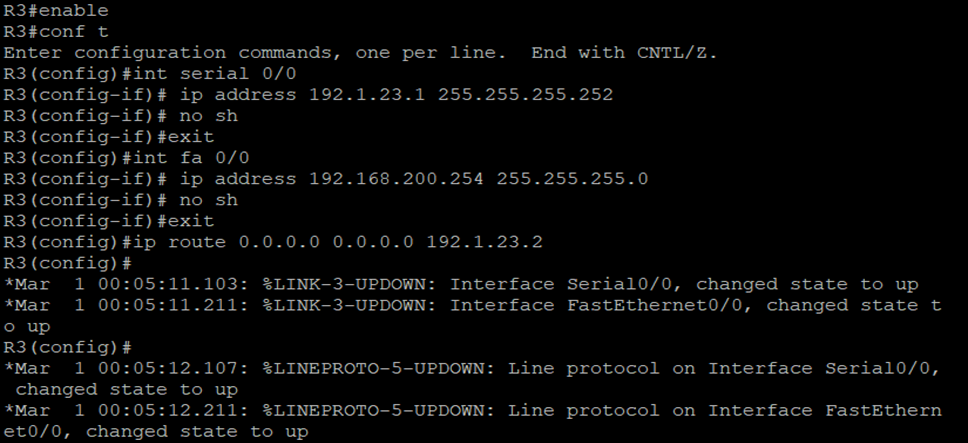 R3#enable
R3#conf t
Enter configuration commands, one per line.  End with CNTL/Z.
R3(config)#int serial 0/0
R3(config-if)# ip address 192.1.23.1 255.255.255.252
R3(config-if)# no sh
R3(config-if)#exit
R3(config)#int fa 0/0
R3(config-if)# ip address 192.168.200.254 255.255.255.0
R3(config-if)# no sh
R3(config-if)#exit
R3(config)#ip route 0.0.0.0 0.0.0.0 192.1.23.2
R3(config)#
*Mar  1 00:05:11.103: %LINK-3-UPDOWN: Interface Serial0/0, changed state to up
*Mar  1 00:05:11.211: %LINK-3-UPDOWN: Interface FastEthernet0/0, changed state t
o up
R3(config)#
*Mar  1 00:05:12.107: %LINEPROTO-5-UPDOWN: Line protocol on Interface Serial0/0,
 changed state to up
*Mar  1 00:05:12.211: %LINEPROTO-5-UPDOWN: Line protocol on Interface FastEthern
et0/0, changed state to up